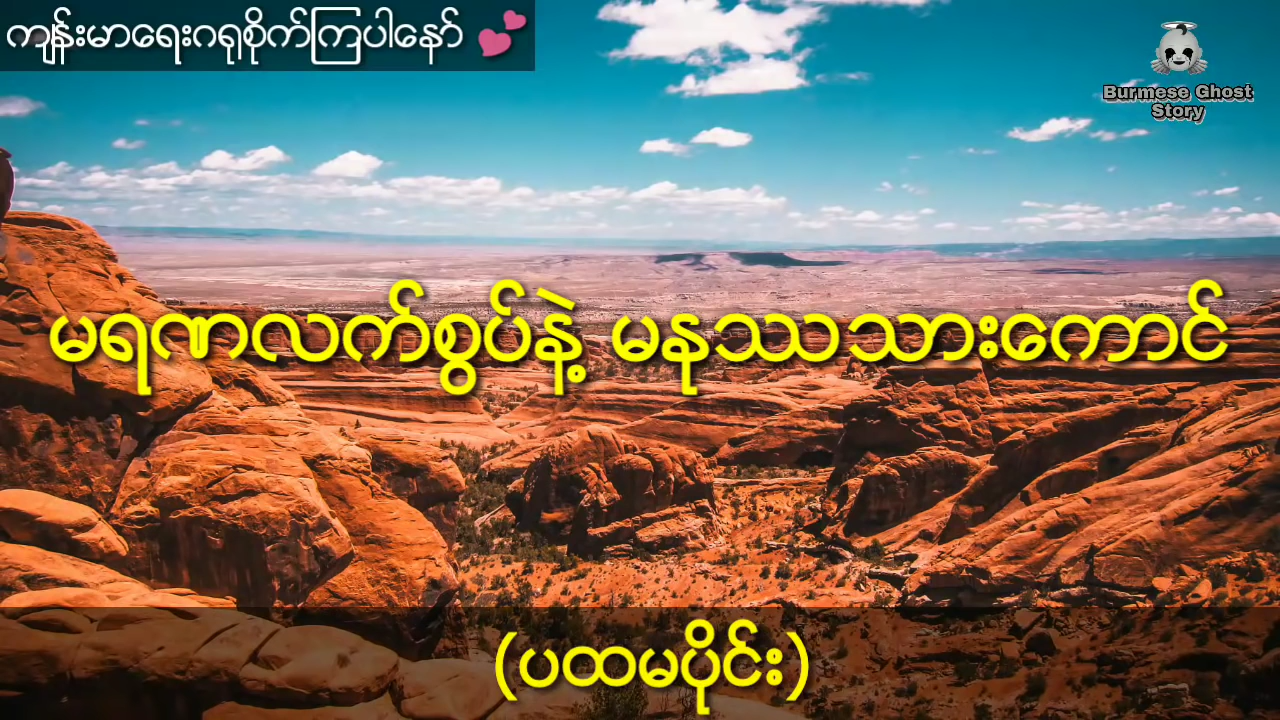 ကျန်းမာရေးဂရုစိုက်ကြပါနော် 💕
Burmese Ghost
Story
မရဏလက်စွပ်နဲ့ မနုဿသားကောင်
(ပထမပိုင်း)